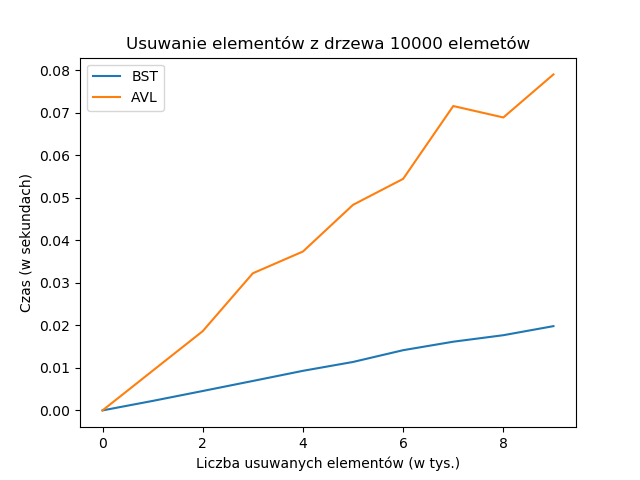 Usuwanie elementów z drzewa 10000 elemetów
BST
AVL
Czas (w sekundach)
0.08
0.07
0.06
0.05
0.04
0.03
0.02
0.01
0.00
0 2 4 6 8
Liczba usuwanych elementów (w tys.)